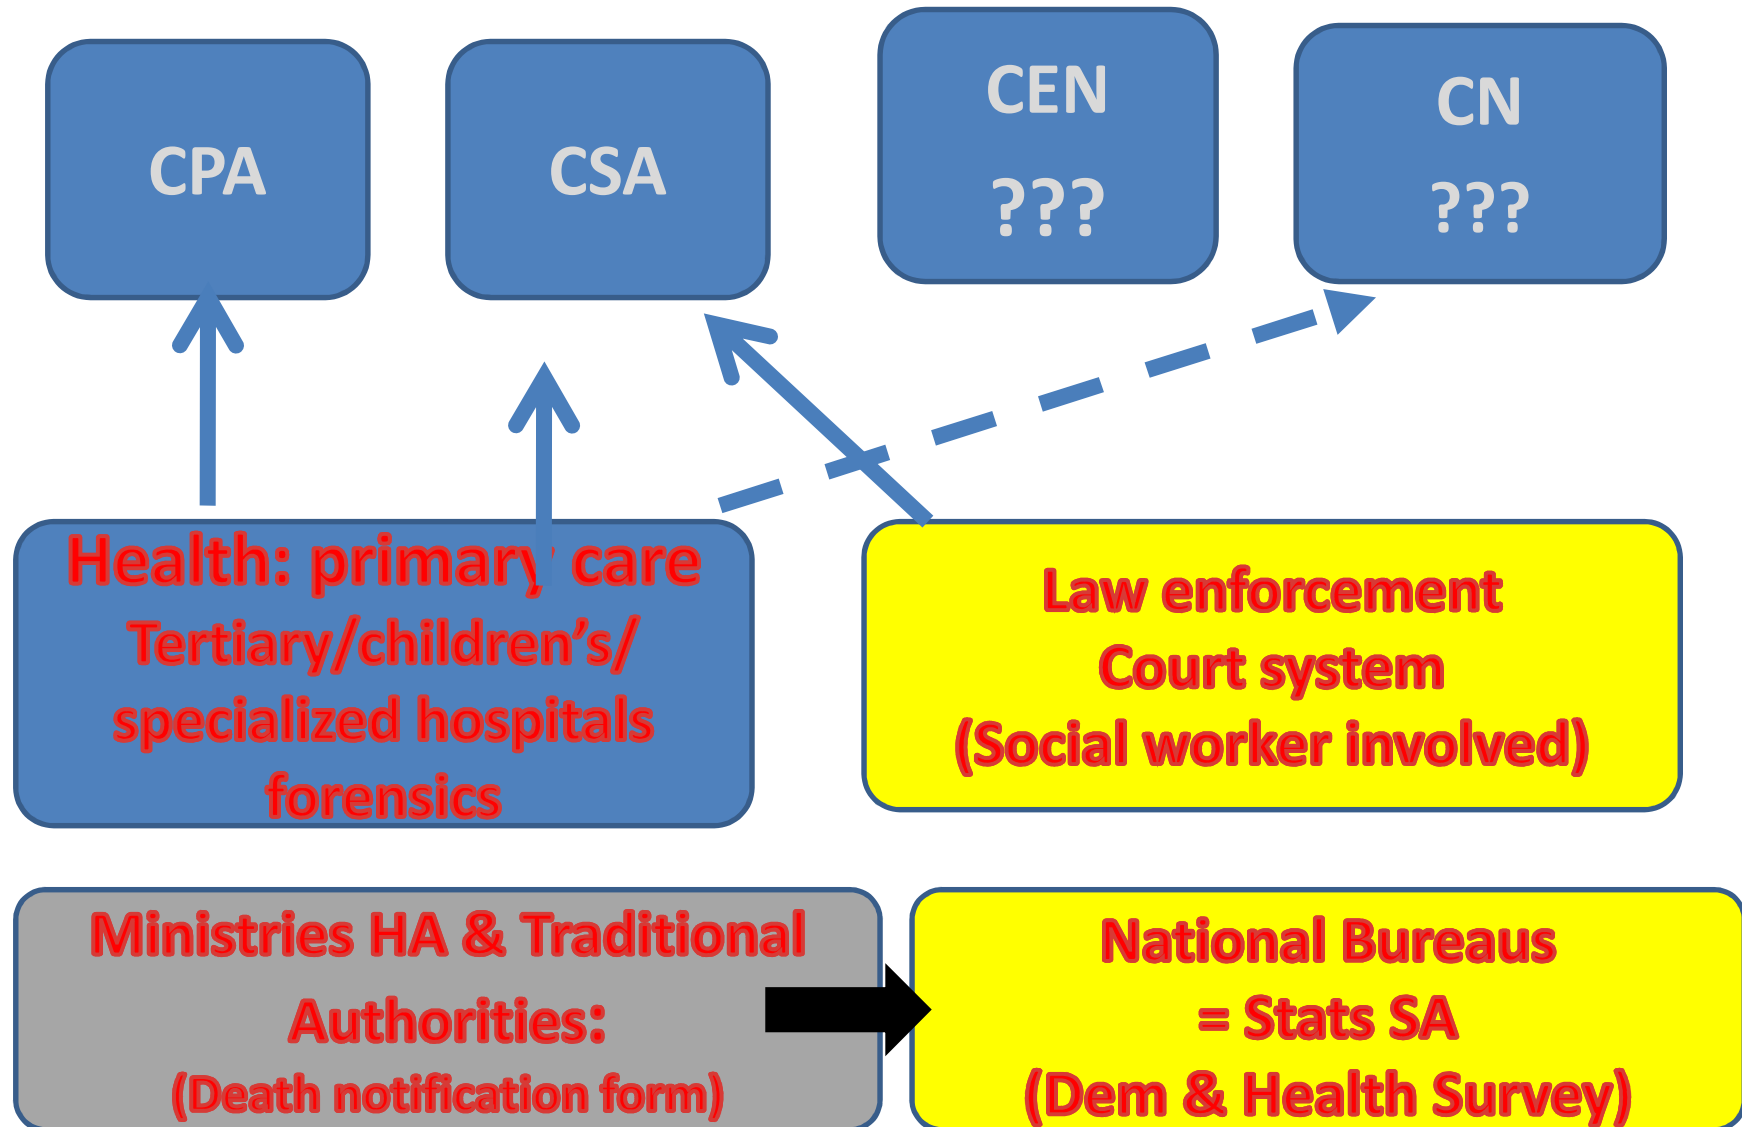 CPA
CSA
CEN
???
CN
???
Health: primary care
Tertiary/children’s/
specialized hospitals
forensics
Law enforcement
Court system
(Social worker involved)
Ministries HA & Traditional
Authorities:
(Death notification form)
National Bureaus
= Stats SA
(Dem & Health Survey)